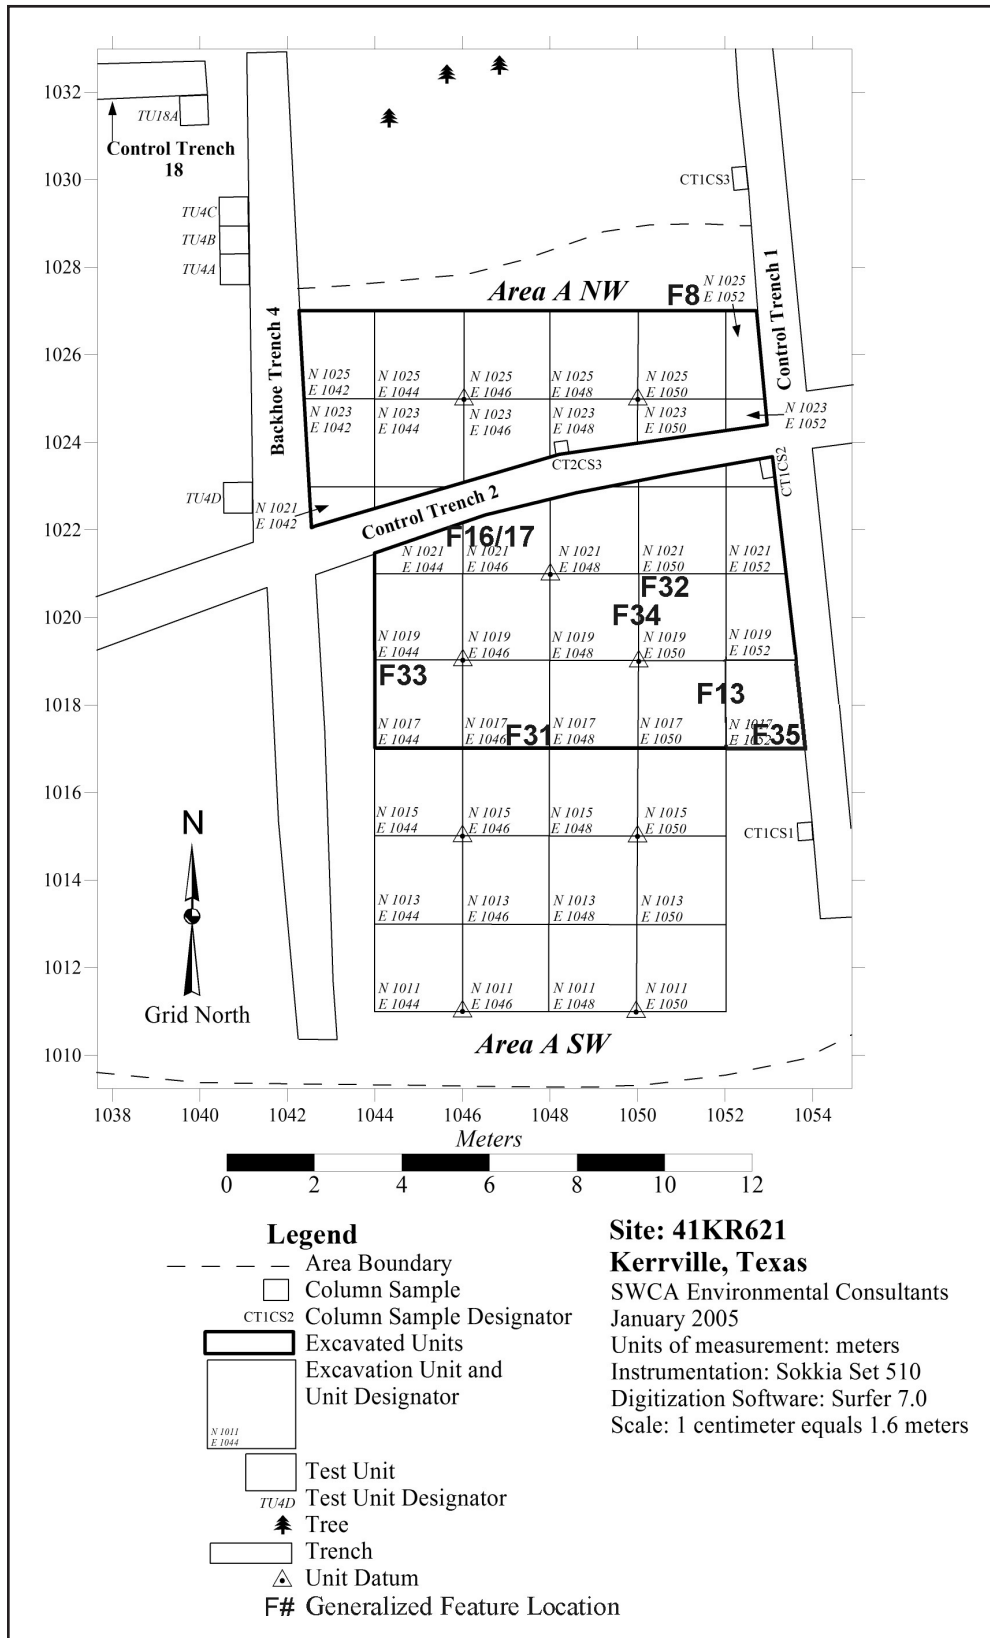 1032
1030
1028
1026
1024
1022
1020
1018
1016
1014
1012
1010
TU18A
Control Trench
18
TU4C
TU4B
TU4A
TU4D
Backhoe Trench 4
CT1CS3
Control Trench 1
Area A NW
F8
N 1025
E 1052
N 1025
E 1042
N 1025
E 1044
N 1025
E 1046
N 1025
E 1048
N 1025
E 1050
N 1023
E 1042
N 1023
E 1044
N 1023
E 1046
N 1023
E 1048
N 1023
E 1050
N 1023
E 1052
CT2CS3
CT1CS2
N 1021
E 1042
Control Trench 2
F16/17
N 1021
E 1044
N 1021
E 1046
N 1021
E 1048
N 1021
E 1050
N 1021
E 1052
F32
F34
N 1019
E 1044
N 1019
E 1046
N 1019
E 1048
N 1019
E 1050
N 1019
E 1052
F33
F13
N 1017
E 1044
N 1017
E 1046
F31
N 1017
E 1048
N 1017
E 1050
N 1017
E 1052
F35
N 1015
E 1044
N 1015
E 1046
N 1015
E 1048
N 1015
E 1050
CT1CS1
N
Grid North
N 1013
E 1044
N 1013
E 1046
N 1013
E 1048
N 1013
E 1050
N 1011
E 1044
N 1011
E 1046
N 1011
E 1048
N 1011
E 1050
Area A SW
1038 1040 1042 1044 1046 1048 1050 1052 1054
Meters
0 2 4 6 8 10 12
Legend
Area Boundary
Column Sample
CT1CS2 Column Sample Designator
Excavated Units
Excavation Unit and
Unit Designator
N 1011
E 1044
Test Unit
TU4D Test Unit Designator
Tree
Trench
Unit Datum
F# Generalized Feature Location
Site: 41KR621
Kerrville, Texas
SWCA Environmental Consultants
January 2005
Units of measurement: meters
Instrumentation: Sokkia Set 510
Digitization Software: Surfer 7.0
Scale: 1 centimeter equals 1.6 meters